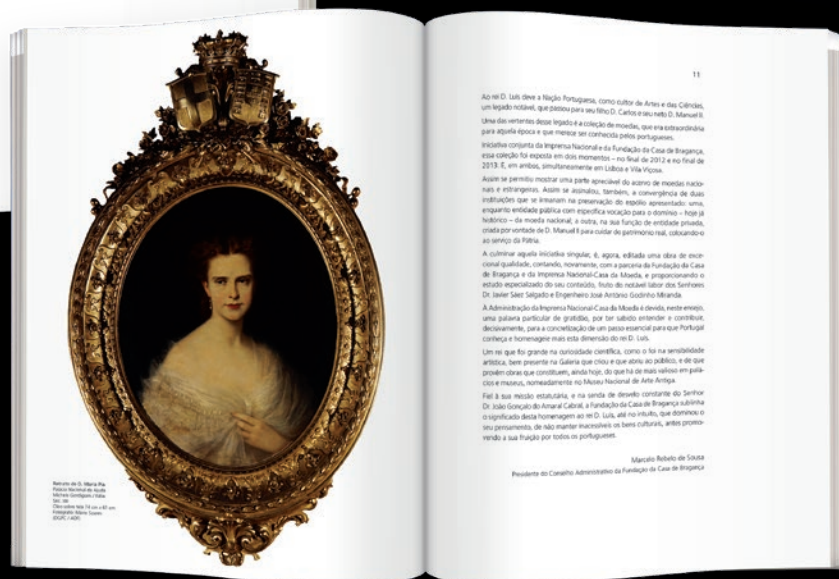 Retrato de D. Maria Pia
Palácio Nacional da Ajuda
Óleo sobre tela 74 cm x 61 cm
11
Ao rei D. Luís deve a Nação Portuguesa, como cultor de Artes e das Ciências,
um legado notável, que passou para seu filho D. Carlos e seu neto D. Manuel II.
Uma das vertentes desse legado é a coleção de moedas, que era extraordinária
para aquela época e que merece ser conhecida pelos portugueses.
Iniciativa conjunta da Imprensa Nacional e da Fundação da Casa de Bragança,
essa coleção foi exposta em dois momentos – no final de 2012 e no final de
2013. E, em ambos, simultaneamente em Lisboa e Vila Viçosa.
Assim se permitiu mostrar uma parte apreciável do acervo de moedas nacio-
nais e estrangeiras. Assim se assinalou, também, a convergência de duas
instituições que se irmanam na preservação do espólio apresentado: uma,
enquanto entidade pública com específica vocação para o domínio – hoje já
histórico – da moeda nacional, a outra, na sua função de entidade privada,
criada por vontade de D. Manuel II para cuidar do património real, colocando-o
ao serviço da Pátria.
A culminar aquela iniciativa singular, é, agora, editada uma obra de exce-
cional qualidade, contando, novamente, com a parceria da Fundação da Casa
de Bragança e da Imprensa Nacional-Casa da Moeda, e proporcionando o
estudo especializado do seu conteúdo, fruto do notável labor dos Senhores
Dr. Javier Sáez Salgado e Engenheiro José António Godinho Miranda.
A Administração da Imprensa Nacional-Casa da Moeda é devida, neste ensejo,
uma palavra particular de gratidão, por ter sabido entender e contribuir,
decisivamente, para a concretização de um passo essencial para que Portugal
conheça e homenageie mais esta dimensão do rei D. Luís.
Um rei que foi grande na curiosidade científica, como o foi na sensibilidade
artística, bem presente na Galeria que criou e que abriu ao público, e de que
provêm obras que constituem, ainda hoje, do que há de mais valioso em palá-
cios e museus, nomeadamente no Museu Nacional de Arte Antiga.
Fiel à sua missão estatutária, e na senda de desvelo constante do Senhor
Dr. João Gonçalo do Amaral Cabral, a Fundação da Casa de Bragança sublinha
o significado desta homenagem ao rei D. Luís, até no intuito, que dominou o
seu pensamento, de não manter inacessíveis os bens culturais, antes promo-
vendo a sua fruição por todos os portugueses.
Marcelo Rebelo de Sousa
Presidente do Conselho Administrativo da Fundação da Casa de Bragança